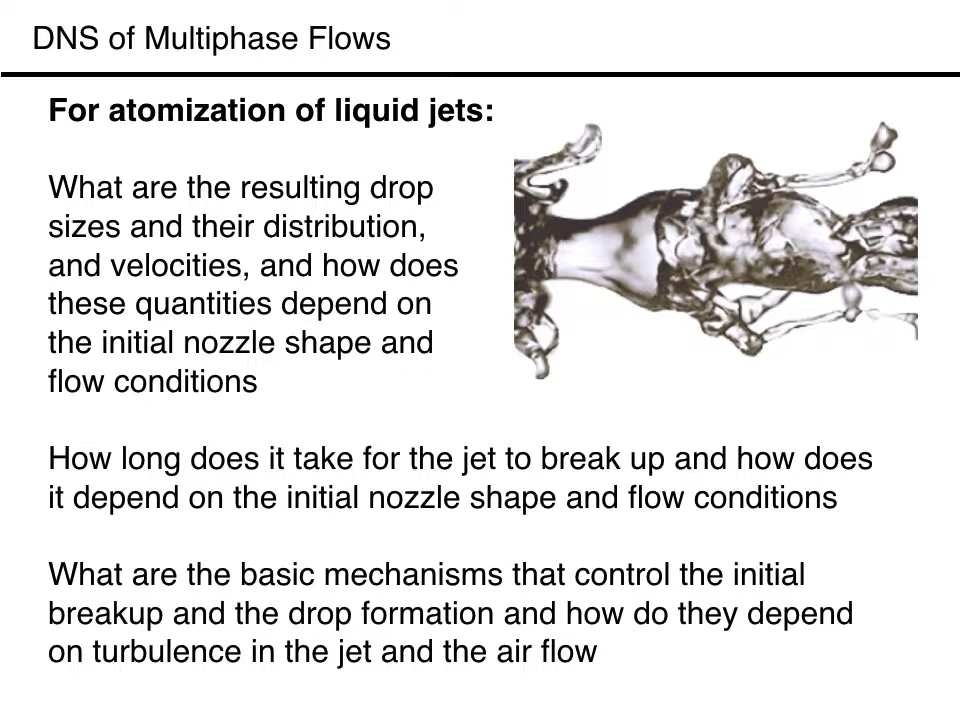 DNS of Multiphase Flows
For atomization of liquid jets:
What are the resulting drop
sizes and their distribution,
and velocities, and how does
these quantities depend on
the initial nozzle shape and
flow conditions
How long does it take for the jet to break up and how does
it depend on the initial nozzle shape and flow conditions
What are the basic mechanisms that control the initial
breakup and the drop formation and how do they depend
on turbulence in the jet and the air flow